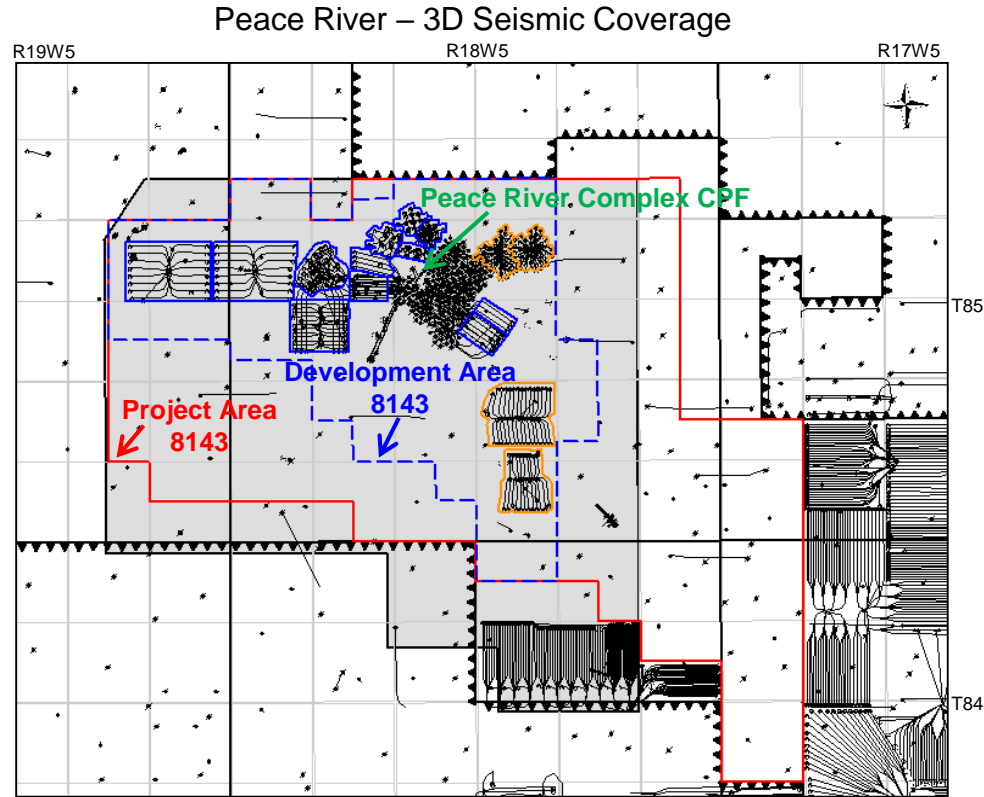 Peace River – 3D Seismic Coverage
R19W5
R18W5
R17W5
Peace River Complex CPF
T85
Development Area
8143
Project Area
8143
T84